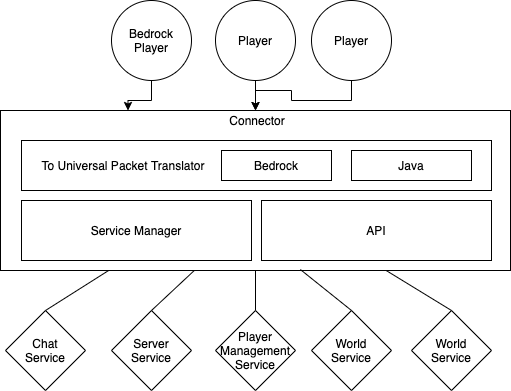 Bedrock
Player
Player
Player
Connector
To Universal Packet Translator
Bedrock
Java
Service Manager
API
Chat
Service
Server
Service
Player
Management
Service
World
Service
World
Service